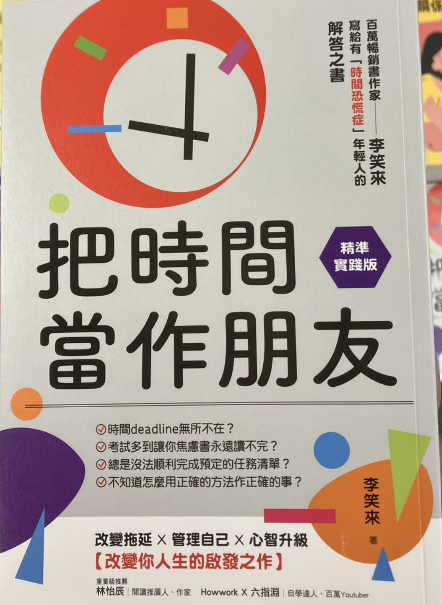 百萬暢銷書作家——李笑來
寫給有「時間恐慌症」年輕人的
解答之書
把時間
當作朋友
精準
實踐版
時間deadline無所不在？
考試多到讓你焦慮書永遠讀不完？
總是沒法順利完成預定的任務清單？
不知道怎麼用正確的方法作正確的事？
李笑來 著
改變拖延 X 管理自己 X 心智升級
【改變你人生的啟發之作】
重量級推薦
林怡辰｜閱讀推廣人、作家 Howwork X 六指淵｜自學達人、百萬Youtuber